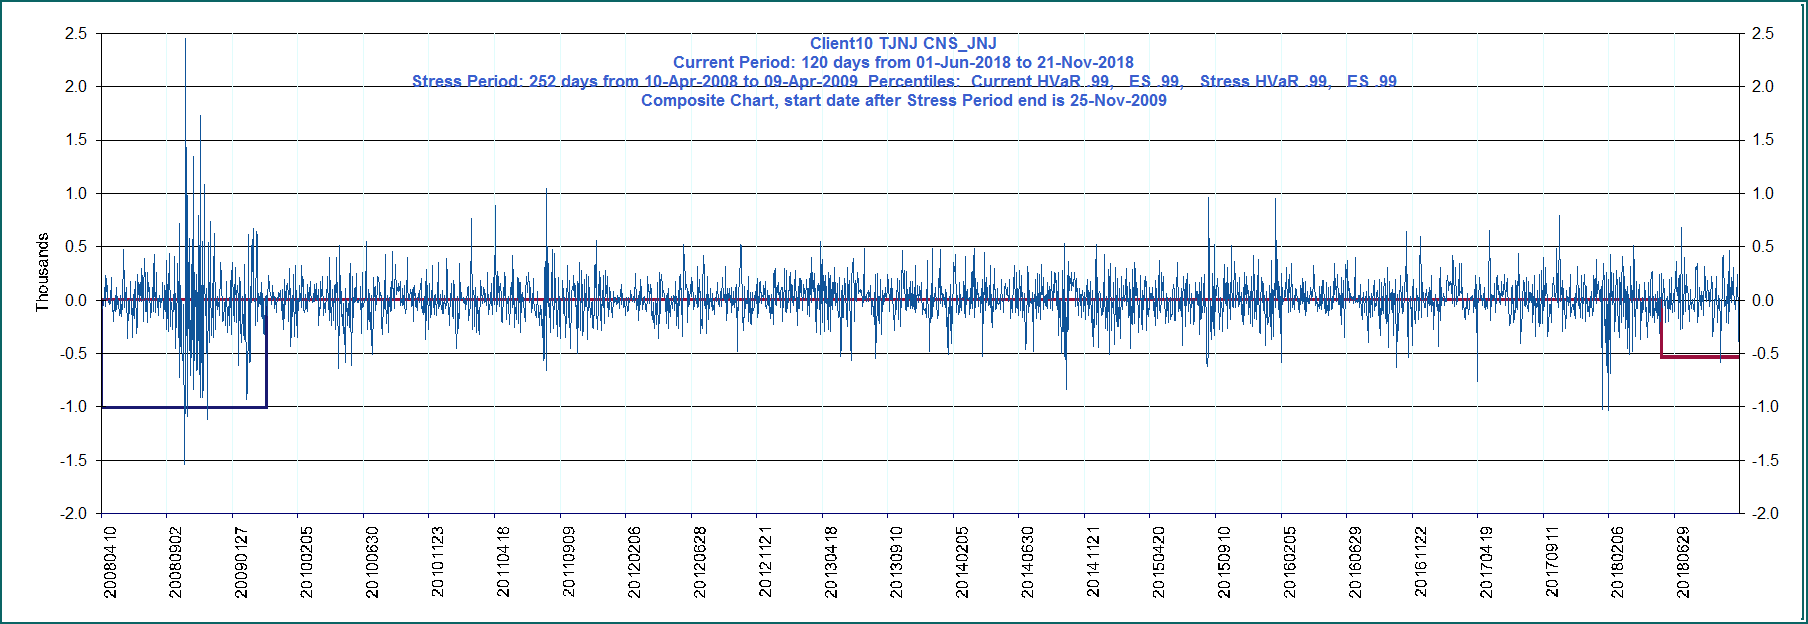 Client10 TJNJ CNS_JNJ
Current Period: 120 days from 01-Jun-2018 to 21-Nov-2018
Stress Period: 252 days from 10-Apr-2008 to 09-Apr-2009 Percentiles: Current HVaR .99, ES .99, Stress HVaR .99, ES .99
Composite Chart, start date after Stress Period end is 25-Nov-2009
2.5 2.5
2.0 2.0
1.5 1.5
1.0 1.0
0.5 0.5
0.0 0.0
-0.5 -0.5
-1.0 -1.0
-1.5 -1.5
-2.0 -2.0
Thousands
20080410 20080902 20090127 20100205 20100630 20101123 20110418 20110909 20120206 20120628 20121121 20130418 20130910 20140205 20140630 20141121 20150420 20150910 20160205 20160629 20161122 20170419 20170911 20180206 20180629